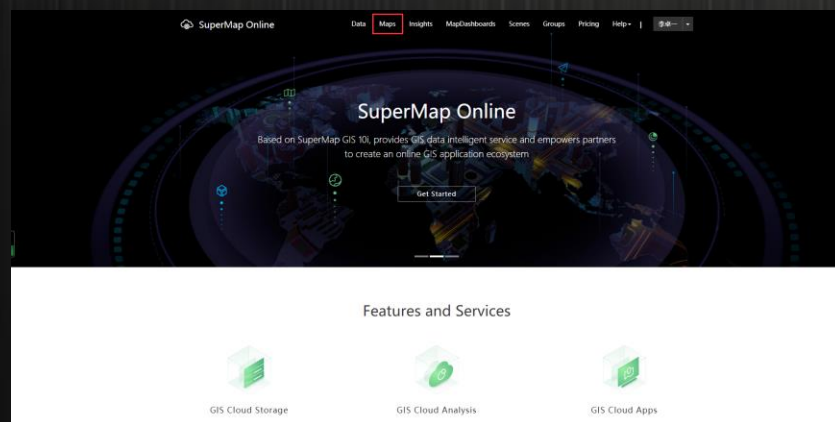 SuperMap Online
Data Maps Insights MapDashboards Scenes Groups Pricing Help
SuperMap Online
Based on SuperMap GIS 10i, provides GIS data intelligent service and empowers partners
to create an online GIS application ecosystem
Get Started
Features and Services
GIS Cloud Storage
GIS Cloud Analysis
GIS Cloud Apps